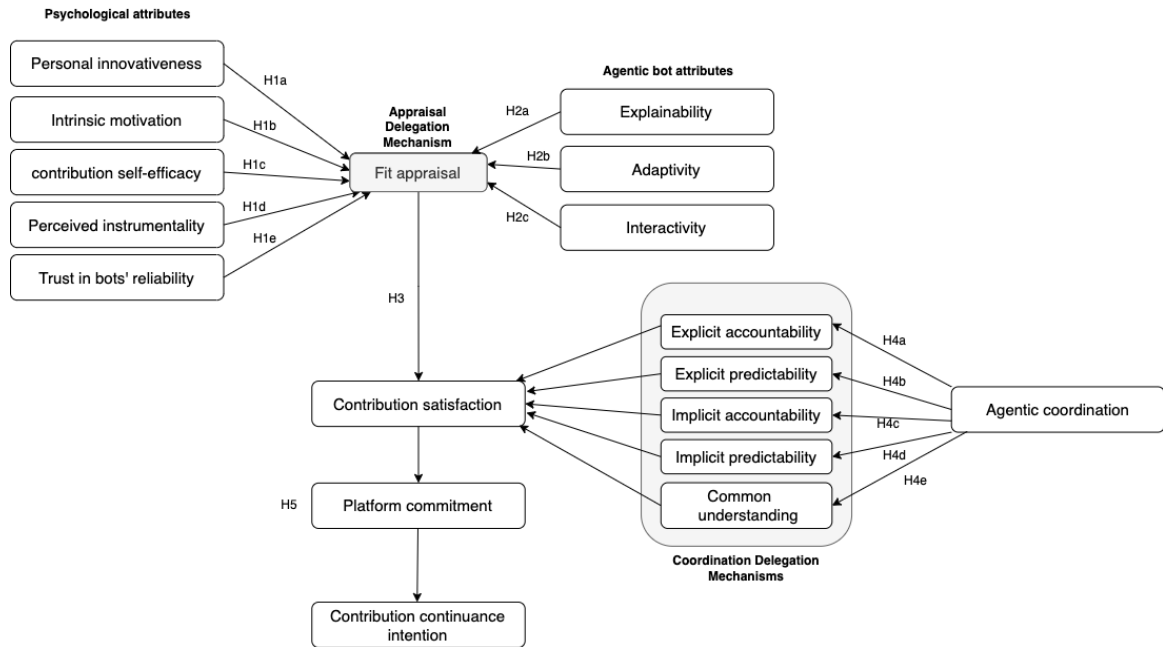 Psychological attributes
Personal innovativeness
Intrinsic motivation
contribution self-efficacy
Perceived instrumentality
Trust in bots' reliability
H1a
H1b
H1c
H1d
H1e
Appraisal
Delegation
Mechanism
Fit appraisal
Agentic bot attributes
Explainability
Adaptivity
Interactivity
H2a
H2b
H2c
H3
Explicit accountability
Explicit predictability
Implicit accountability
Implicit predictability
Common
understanding
Coordination Delegation
Mechanisms
H4a
H4b
H4c
H4d
H4e
Agentic coordination
Contribution satisfaction
H5
Platform commitment
Contribution continuance
intention